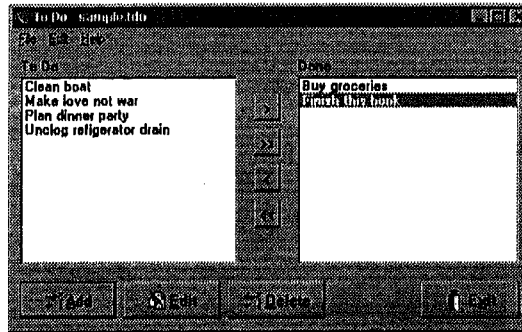 To Do - sample.tdo
File Edit Help
To Do
Done
Clean boat
Make love not war
Plan dinner party
Unclog refigerator drain
Buy groceries
Finish this book
>
>>
<
<<
Add
Edit
Delete
Exit